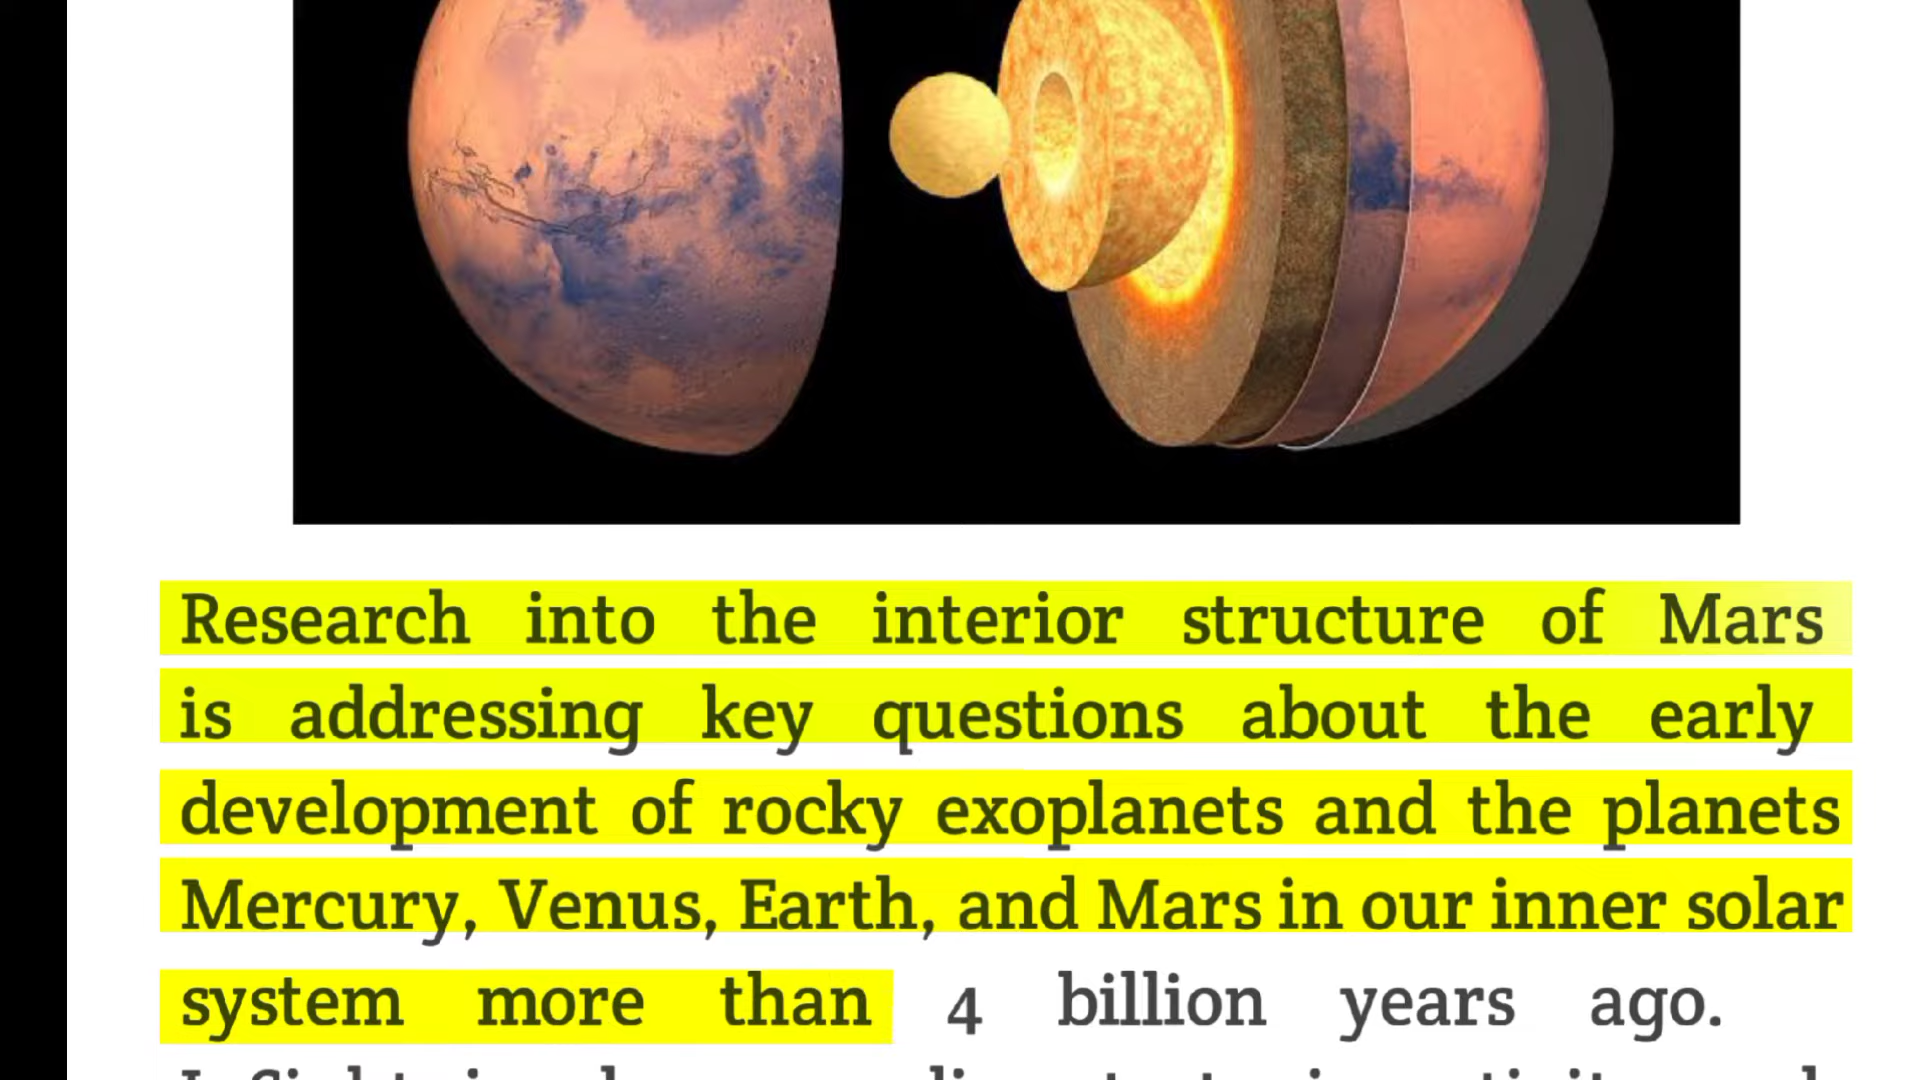 Research into the interior structure of Mars
is addressing key questions about the early
development of rocky exoplanets and the planets
Mercury, Venus, Earth, and Mars in our inner solar
system more than 4 billion years ago.